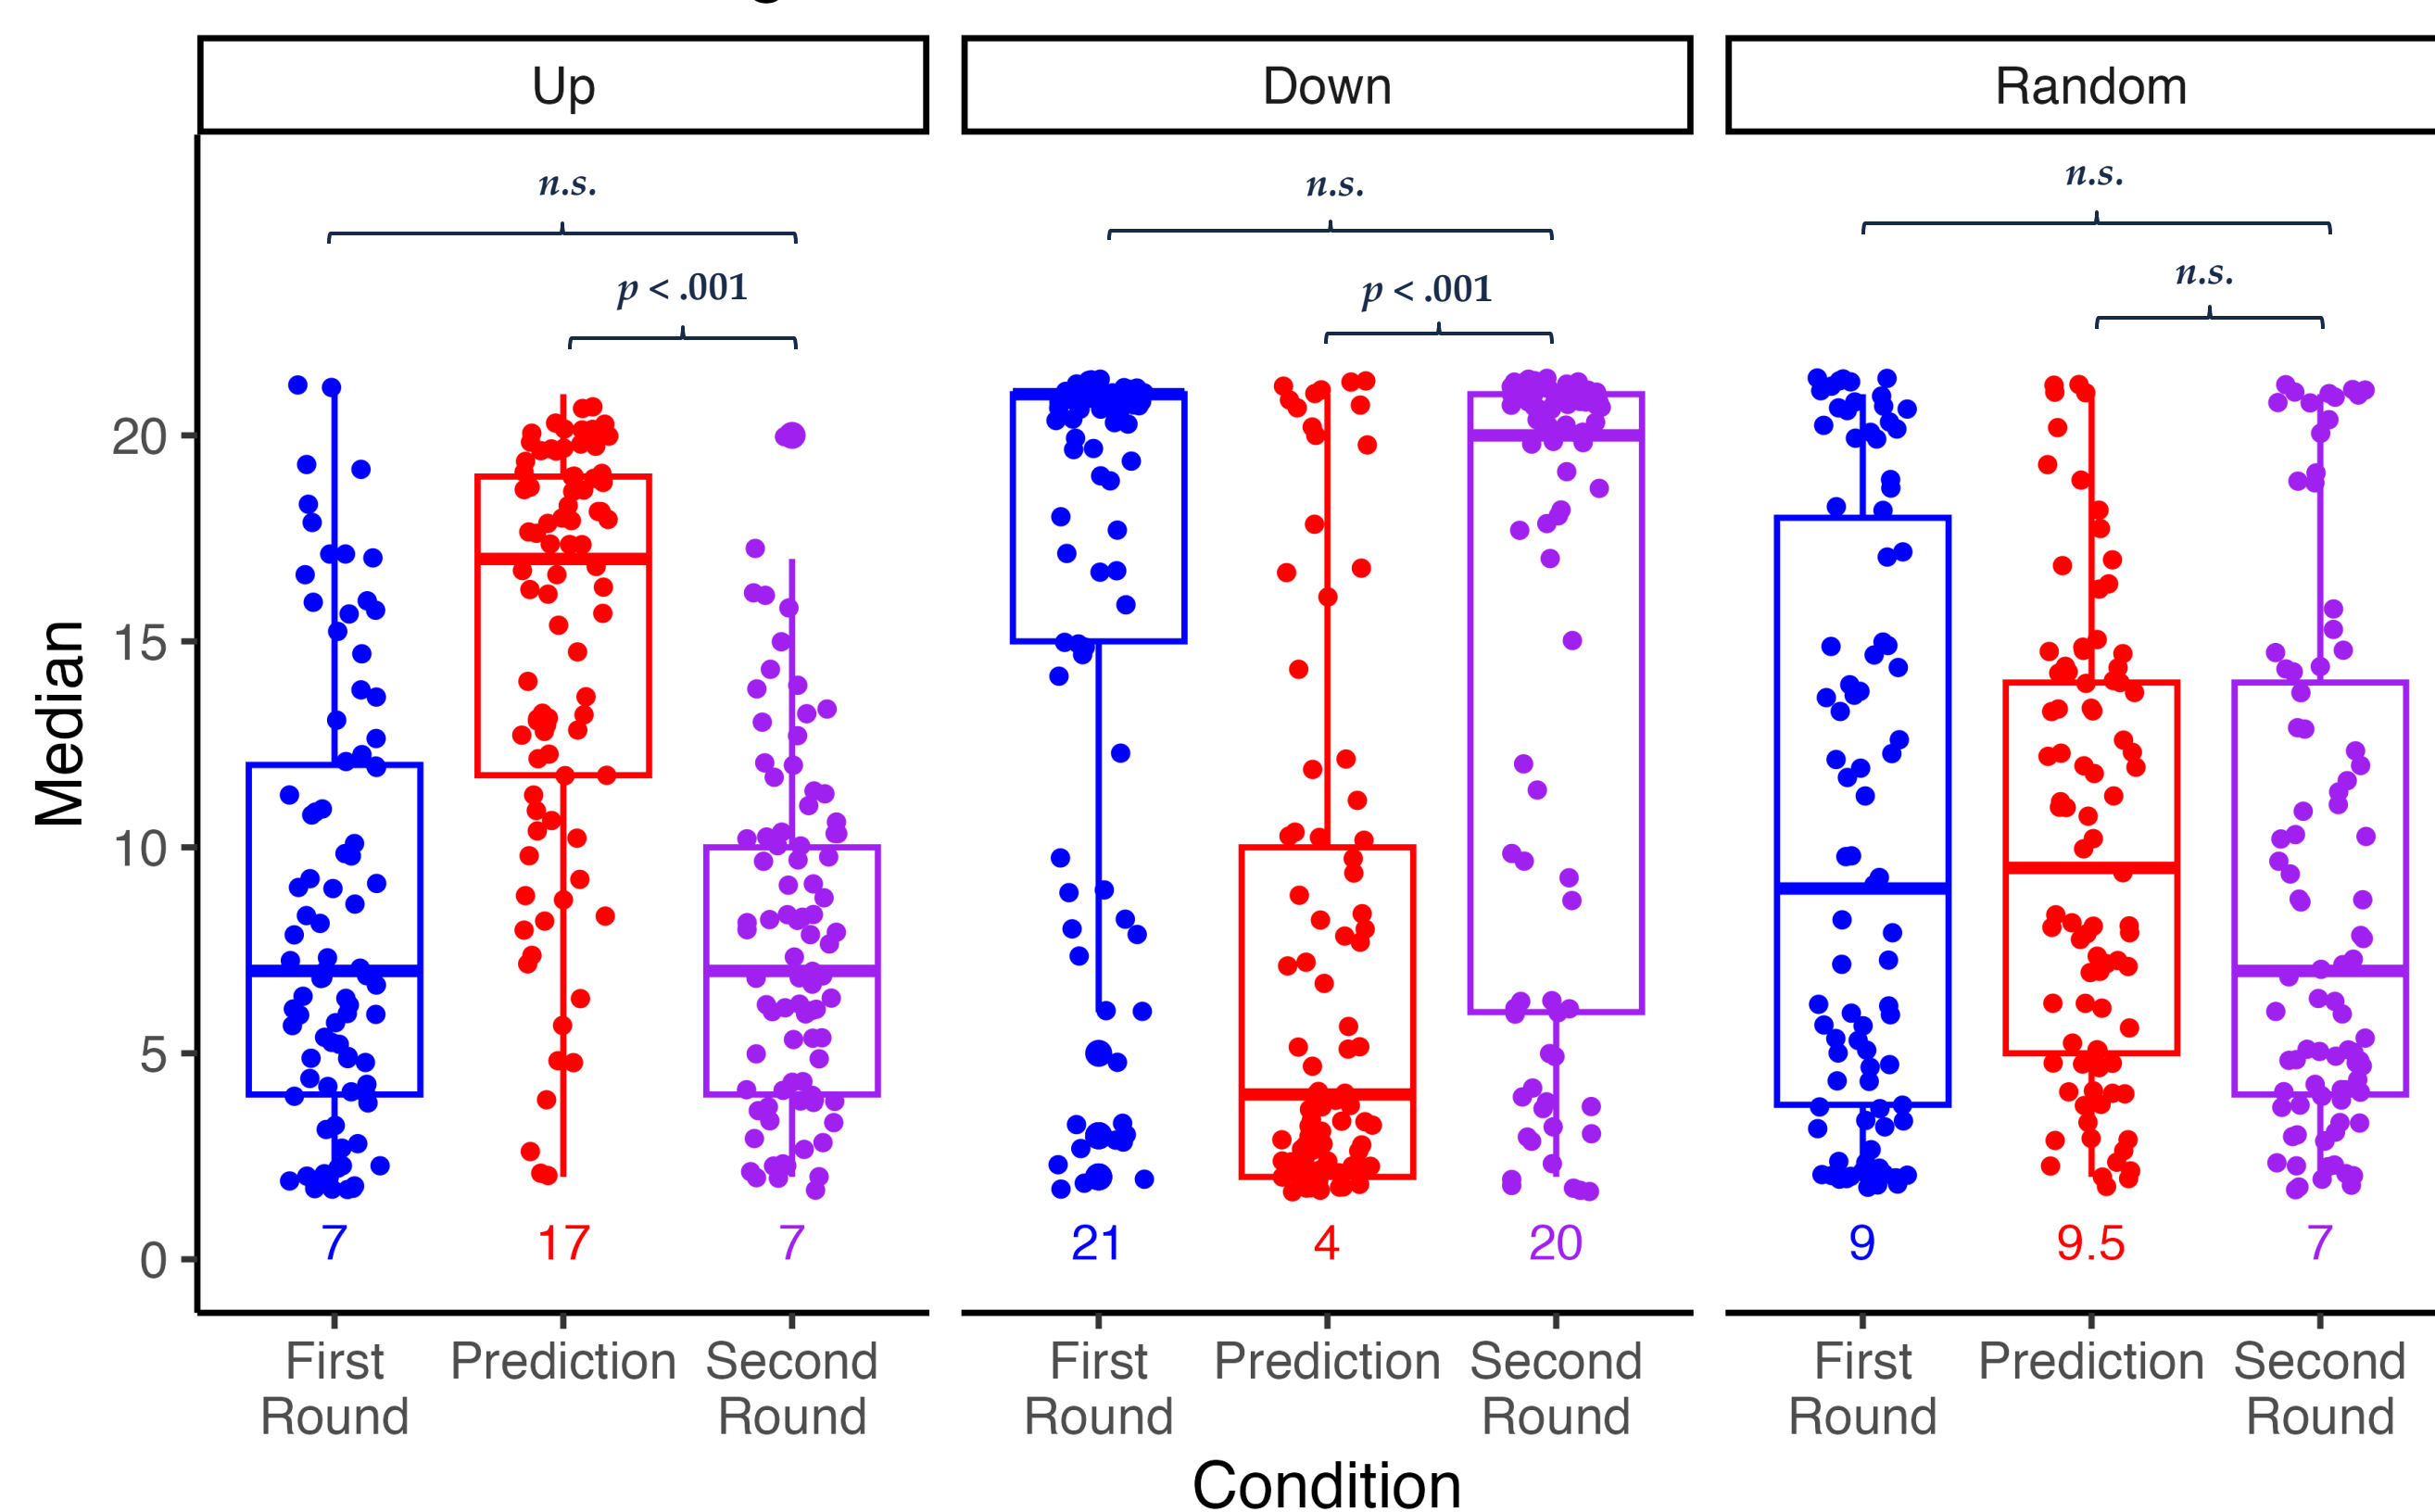 Up
Down
Random
n.s.
n.s.
n.s.
p < .001
p < .001
n.s.
Median
20
15
10
5
0
7
17
7
21
4
20
9
9.5
7
First
Round
Prediction
Second
Round
First
Round
Prediction
Second
Round
First
Round
Prediction
Second
Round
Condition